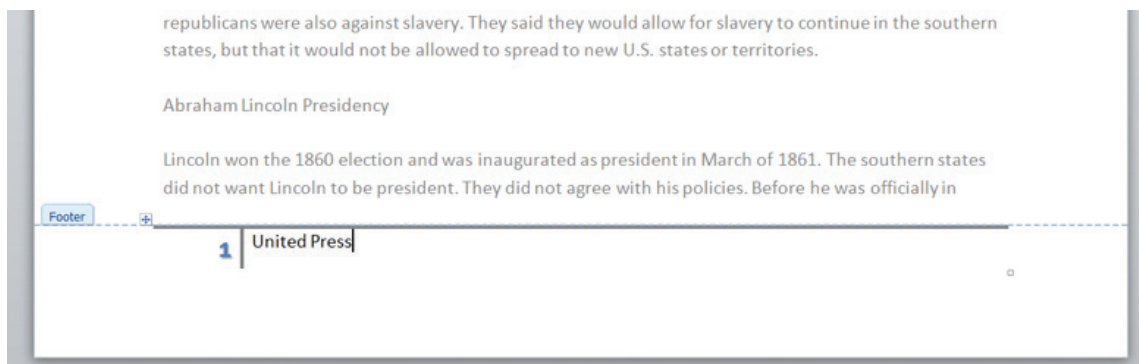 republicans were also against slavery. They said they would allow for slavery to continue in the southern
states, but that it would not be allowed to spread to new U.S. states or territories.
Abraham Lincoln Presidency
Lincoln won the 1860 election and was inaugurated as president in March of 1861. The southern states
did not want Lincoln to be president. They did not agree with his policies. Before he was officially in
Footer
1 United Press